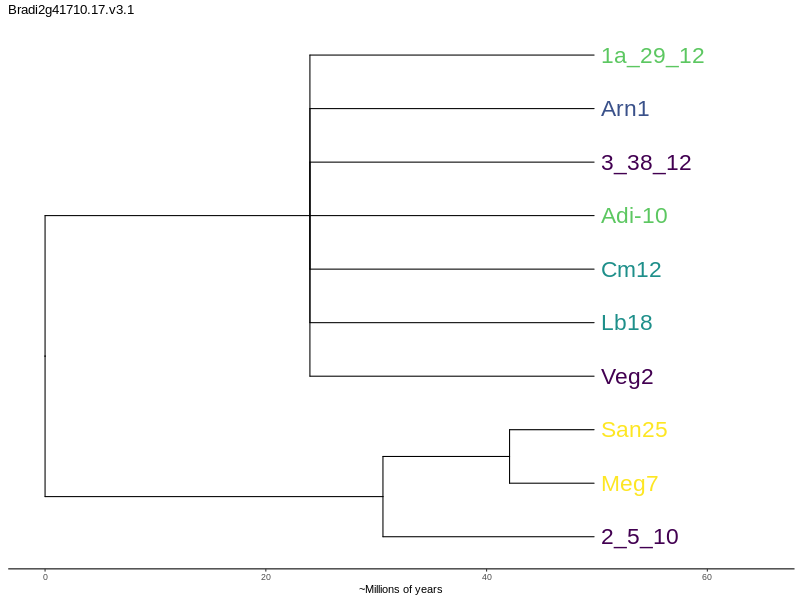 Bradi2g41710.17.v3.1
1a_29_12
Arn1
3_38_12
Adi-10
Cm12
Lb18
Veg2
San25
Meg7
2_5_10
0 20 40 60
~Millions of years